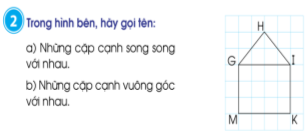 2 Trong hình bên, hãy gọi tên:
a) Những cặp cạnh song song
với nhau.
b) Những cặp cạnh vuông góc
với nhau.
H
G I
M K